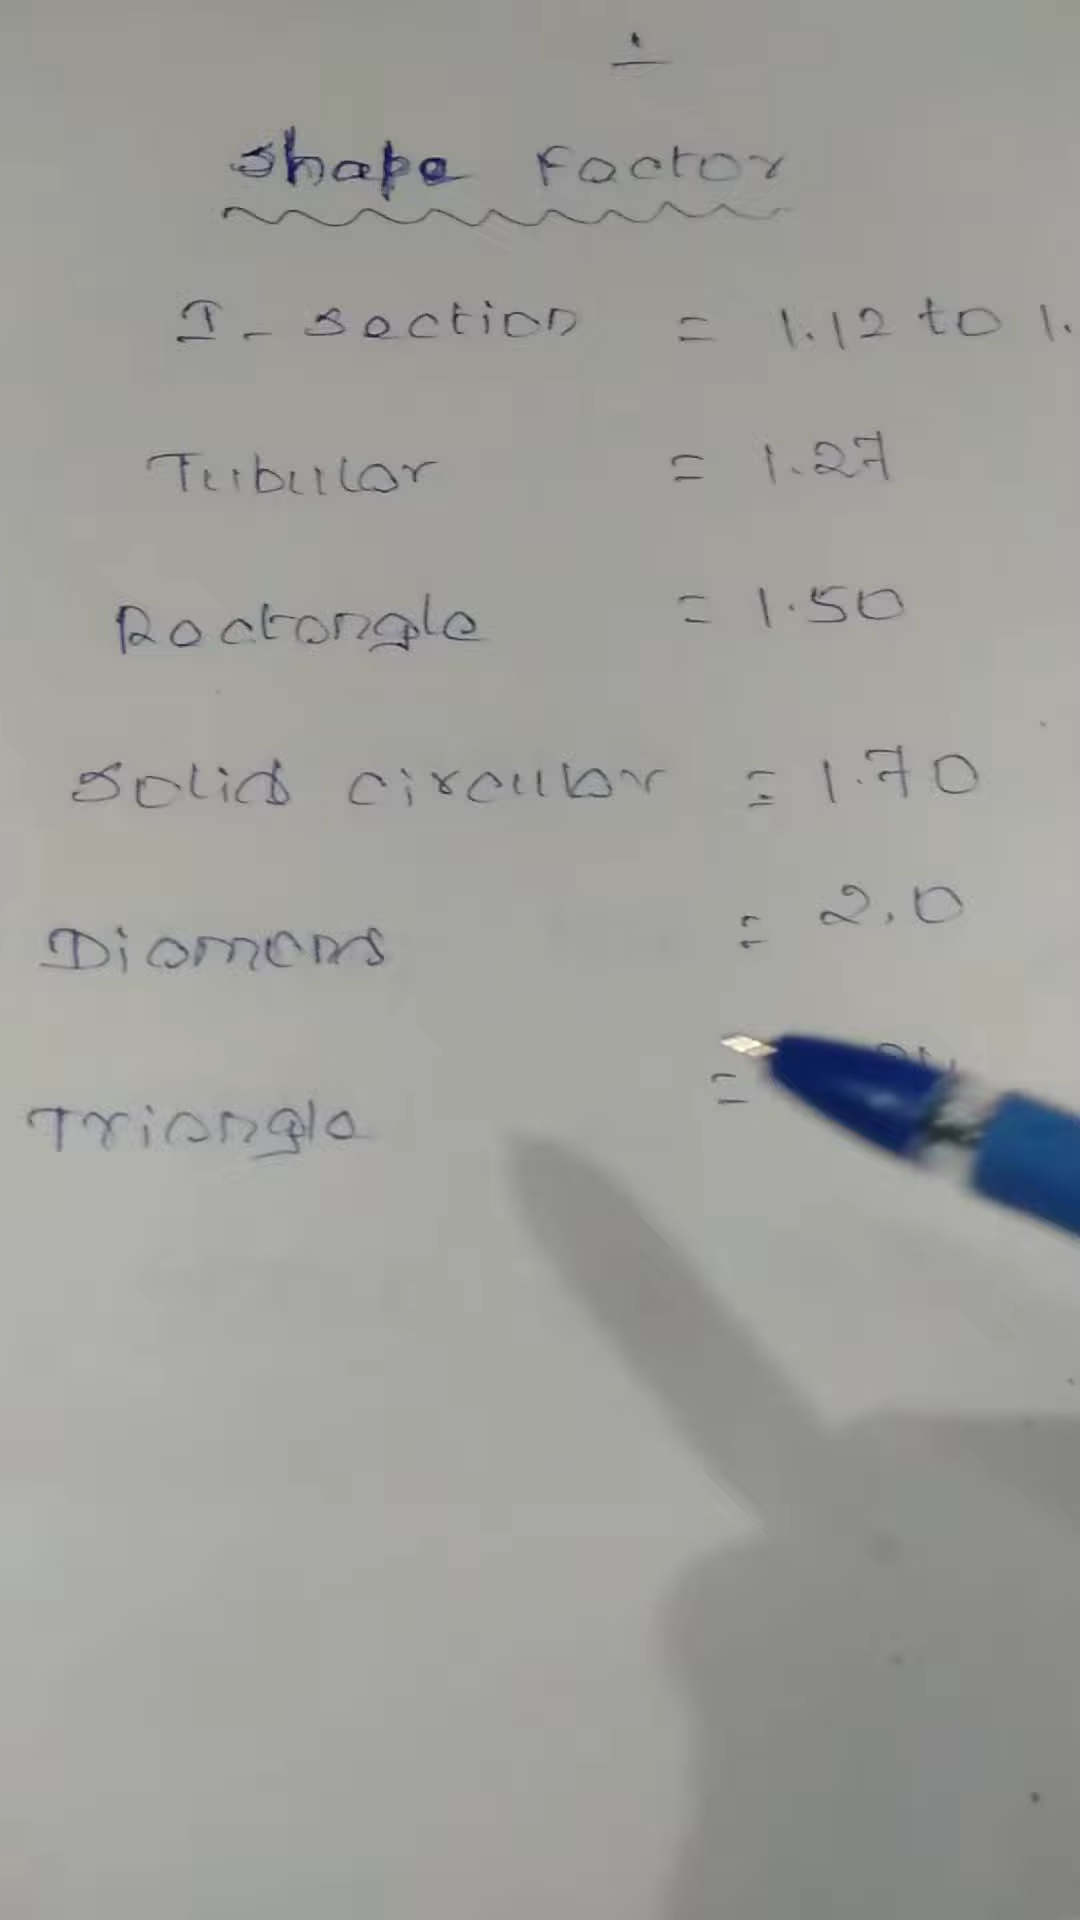 Shape Factor
I - Section = 1.12 to 1.
Tubular = 1.27
Rectangle = 1.50
Solid circular = 1.70
Diamond = 2.0
Triangle =